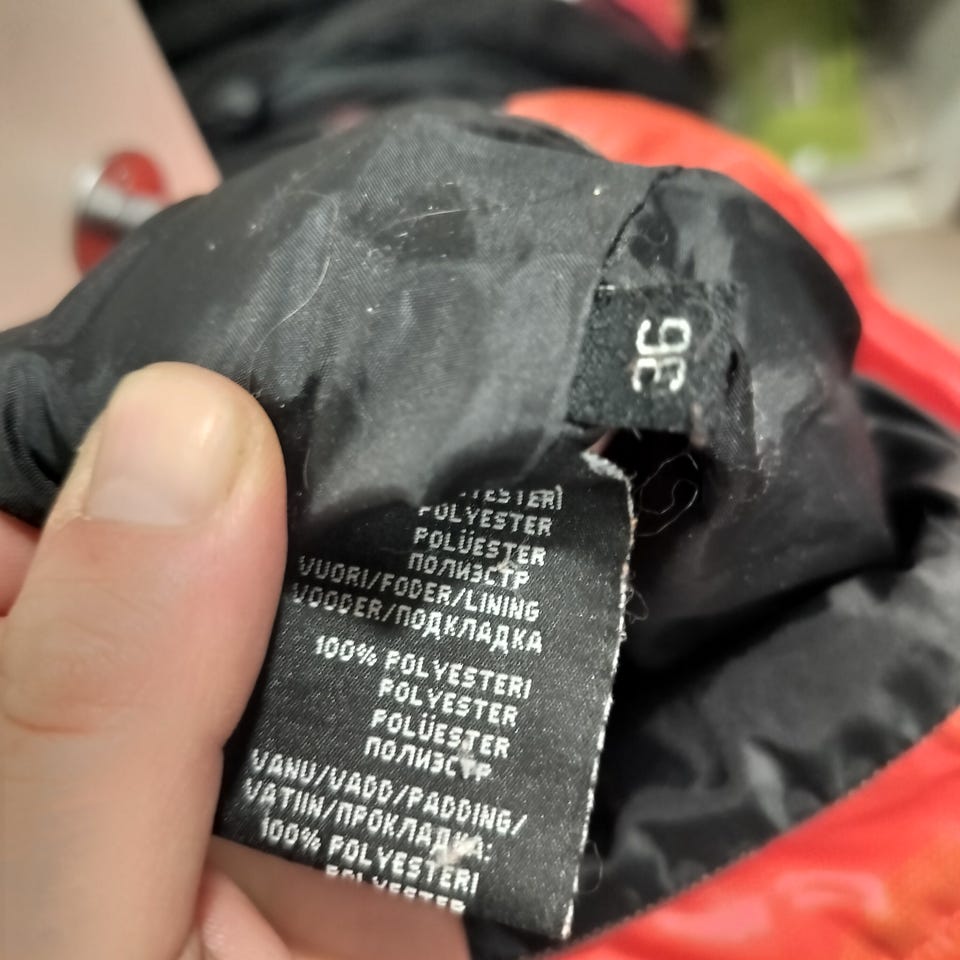 36
POLYESTER
POLÜESTER
ПОЛИЭСТР
VUORI/FODER/LINING
VOODER/ПОДКЛАДКА
100% POLYESTERI
POLYESTER
POLÜESTER
ПОЛИЭСТР
VANU/VADD/PADDING/
VATIIN/ПРОКЛАДКА:
100% POLYESTERI
POLYESTER